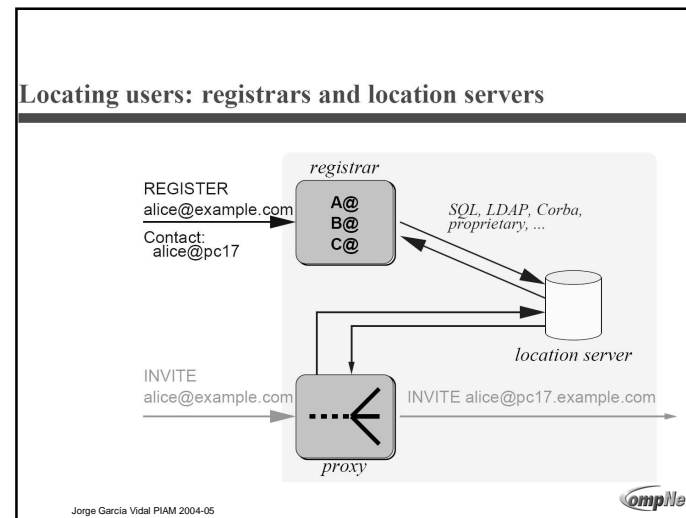 Locating users: registrars and location servers
registrar
REGISTER
alice@example.com
Contact:
alice@pc17
A@
B@
C@
SQL, LDAP, Corba,
proprietary, ...
location server
INVITE
alice@example.com
INVITE alice@pc17.example.com
proxy
Jorge García Vidal PIAM 2004-05
CompNe